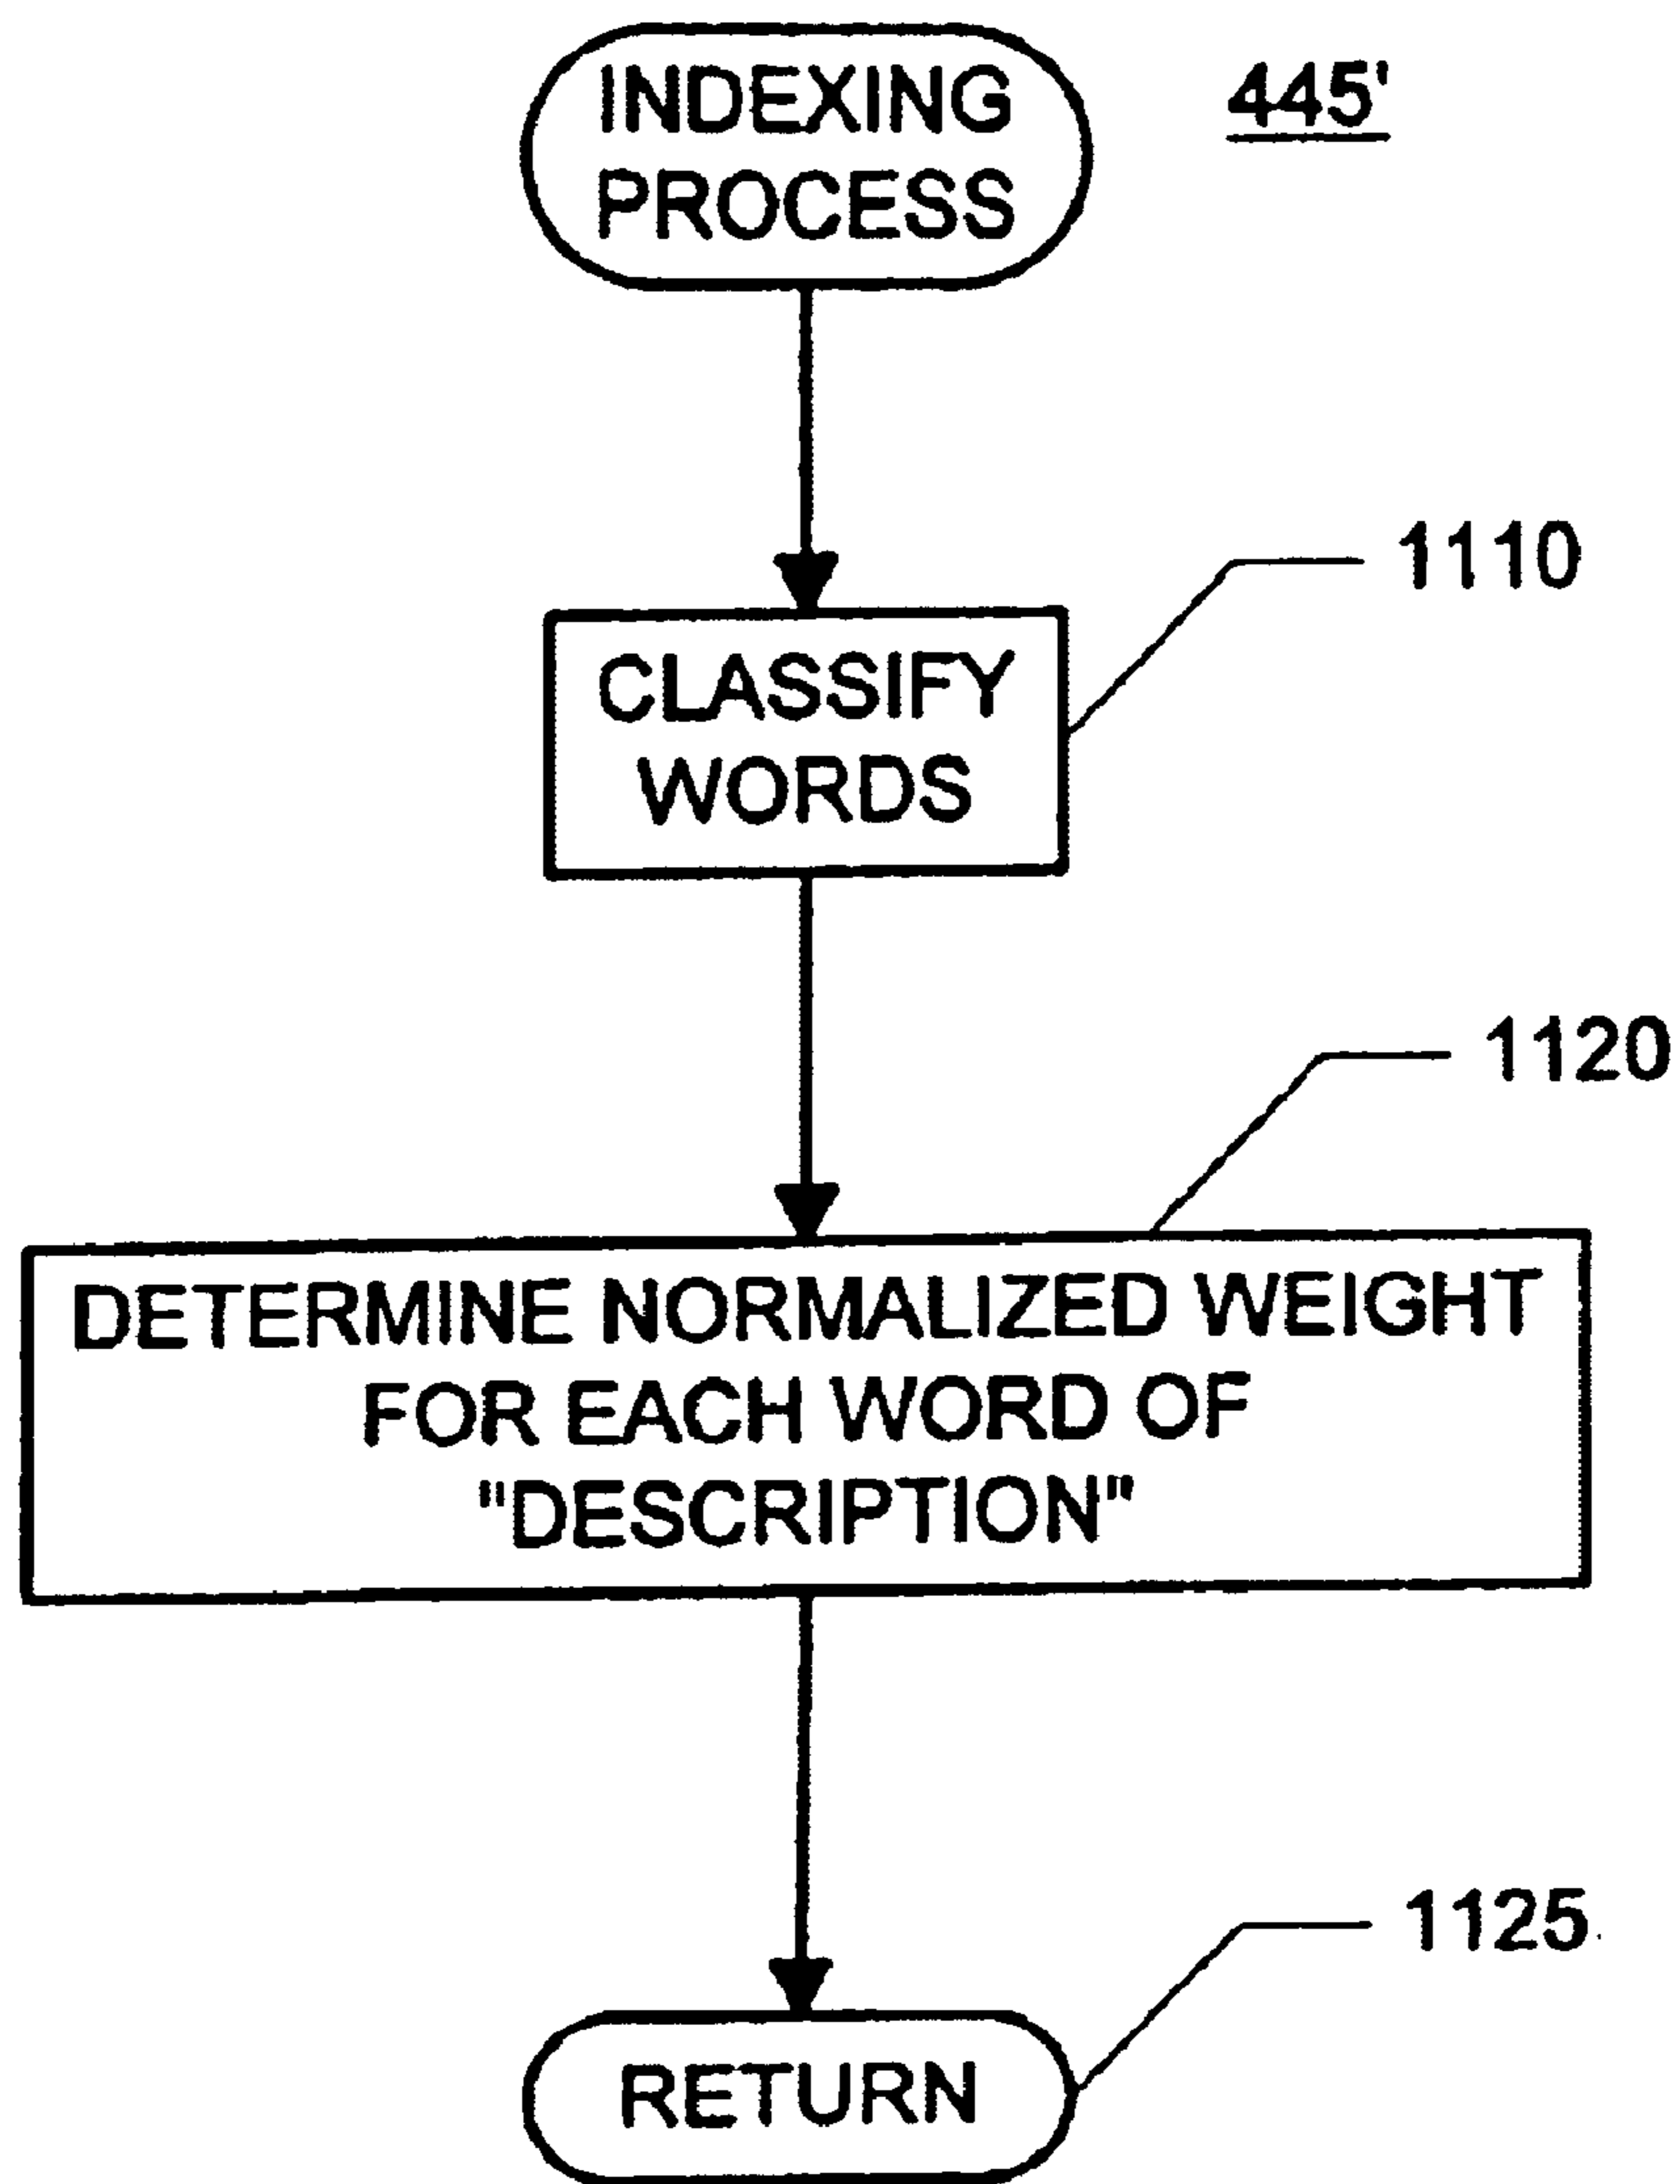 INDEXING
PROCESS
445'
1110
CLASSIFY
WORDS
1120
DETERMINE NORMALIZED WEIGHT
FOR EACH WORD OF
"DESCRIPTION"
1125
RETURN